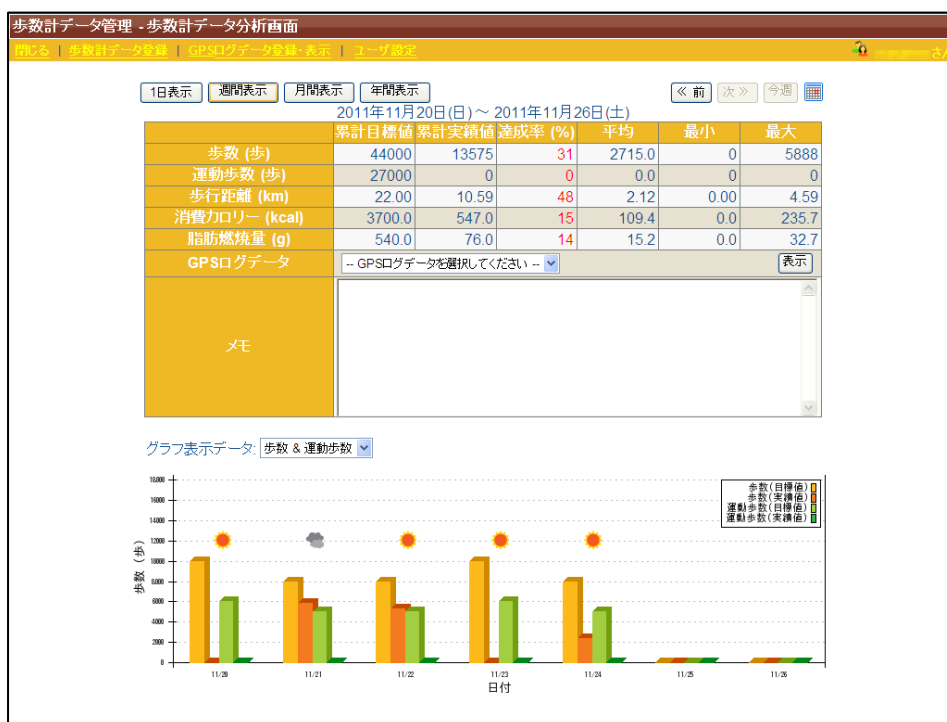 歩数計データ管理 - 歩数計データ分析画面
閉じる | 歩数計データ登録 | GPSログデータ登録・表示 | ユーザ設定 さん
1日表示 週間表示 月間表示 年間表示 ≪ 前 次 ≫ 今週
2011年11月20日(日) ～ 2011年11月26日(土)
累計目標値 累計実績値 達成率 (%) 平均 最小 最大
歩数 (歩) 44000 13575 31 2715.0 0 5888
運動歩数 (歩) 27000 0 0 0.0 0 0
歩行距離 (km) 22.00 10.59 48 2.12 0.00 4.59
消費カロリー (kcal) 3700.0 547.0 15 109.4 0.0 235.7
脂肪燃焼量 (g) 540.0 76.0 14 15.2 0.0 32.7
GPSログデータ -- GPSログデータを選択してください -- 表示
メモ
グラフ表示データ: 歩数 & 運動歩数
歩数(目標値)
歩数(実績値)
運動歩数(目標値)
運動歩数(実績値)
歩数 (歩)
18000
16000
14000
12000
10000
8000
6000
4000
2000
0
11/20 11/21 11/22 11/23 11/24 11/25 11/26
日付